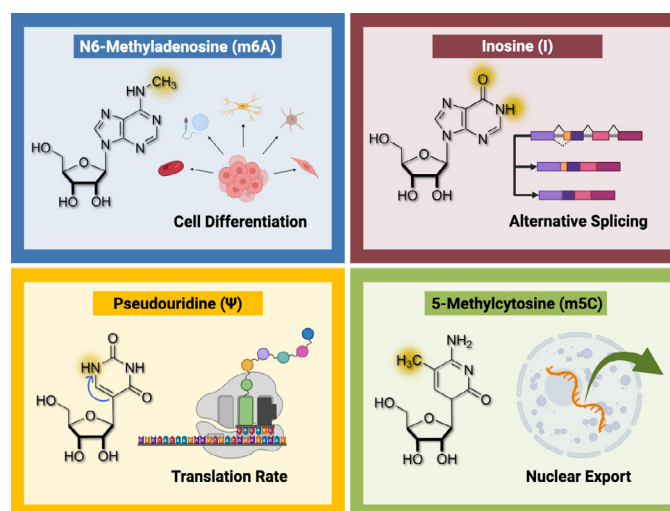 N6-Methyladenosine (m6A)
CH3
HN
N
N
N
N
HO
O
HO
OH
Cell Differentiation
Inosine (I)
O
NH
N
N
N
HO
O
HO
OH
Alternative Splicing
Pseudouridine (Ψ)
O
HN
NH
O
HO
O
HO
OH
Translation Rate
5-Methylcytosine (m5C)
NH2
H3C
N
O
HO
O
HO
OH
Nuclear Export